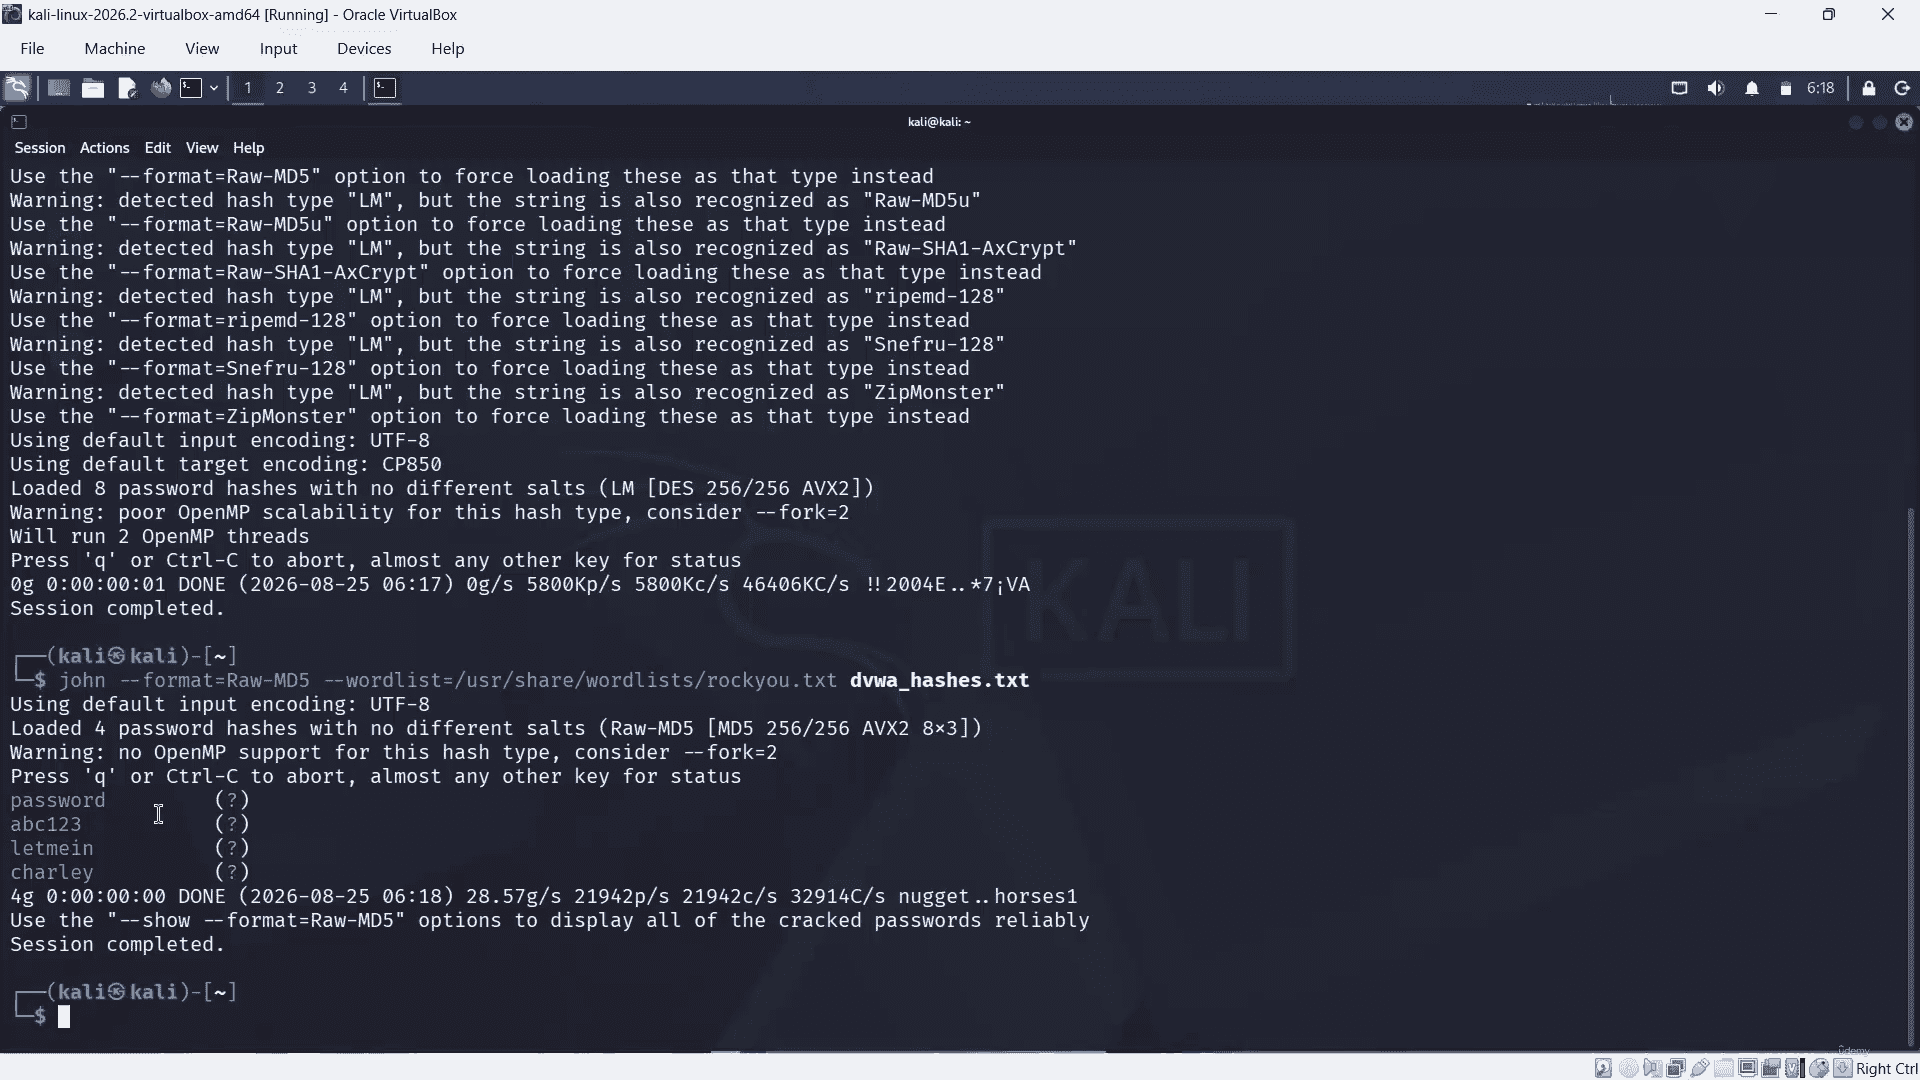 kali-linux-2026.2-virtualbox-amd64 [Running] - Oracle VirtualBox
File Machine View Input Devices Help
1 2 3 4 6:18
kali@kali: ~
Session Actions Edit View Help
Use the "--format=Raw-MD5" option to force loading these as that type instead
Warning: detected hash type "LM", but the string is also recognized as "Raw-MD5u"
Use the "--format=Raw-MD5u" option to force loading these as that type instead
Warning: detected hash type "LM", but the string is also recognized as "Raw-SHA1-AxCrypt"
Use the "--format=Raw-SHA1-AxCrypt" option to force loading these as that type instead
Warning: detected hash type "LM", but the string is also recognized as "ripemd-128"
Use the "--format=ripemd-128" option to force loading these as that type instead
Warning: detected hash type "LM", but the string is also recognized as "Snefru-128"
Use the "--format=Snefru-128" option to force loading these as that type instead
Warning: detected hash type "LM", but the string is also recognized as "ZipMonster"
Use the "--format=ZipMonster" option to force loading these as that type instead
Using default input encoding: UTF-8
Using default target encoding: CP850
Loaded 8 password hashes with no different salts (LM [DES 256/256 AVX2])
Warning: poor OpenMP scalability for this hash type, consider --fork=2
Will run 2 OpenMP threads
Press 'q' or Ctrl-C to abort, almost any other key for status
0g 0:00:00:01 DONE (2026-08-25 06:17) 0g/s 5800Kp/s 5800Kc/s 46406KC/s !!2004E..*7¡VA
Session completed.
┌──(kali㉿kali)-[~]
└─$ john --format=Raw-MD5 --wordlist=/usr/share/wordlists/rockyou.txt dvwa_hashes.txt
Using default input encoding: UTF-8
Loaded 4 password hashes with no different salts (Raw-MD5 [MD5 256/256 AVX2 8×3])
Warning: no OpenMP support for this hash type, consider --fork=2
Press 'q' or Ctrl-C to abort, almost any other key for status
password (?)
abc123 (?)
letmein (?)
charley (?)
4g 0:00:00:00 DONE (2026-08-25 06:18) 28.57g/s 21942p/s 21942c/s 32914C/s nugget..horses1
Use the "--show --format=Raw-MD5" options to display all of the cracked passwords reliably
Session completed.
┌──(kali㉿kali)-[~]
└─$
KALI
ûdemy
Right Ctrl